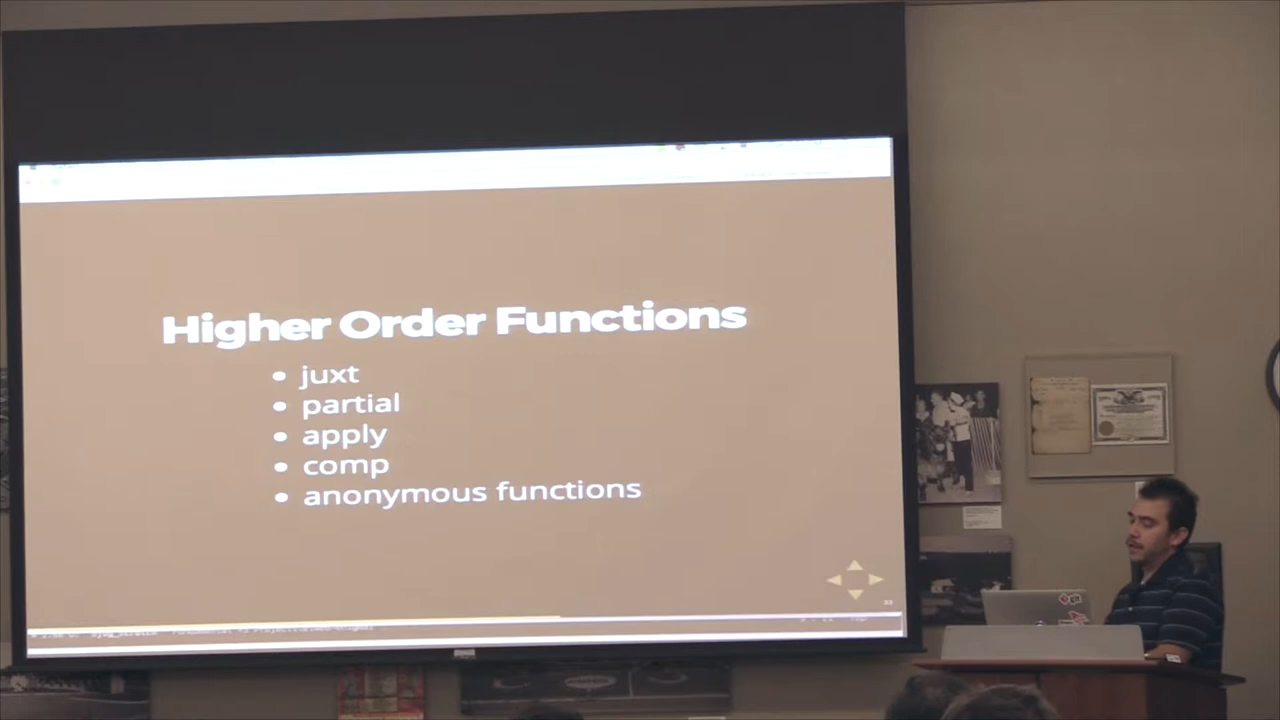 Higher Order Functions
juxt
partial
apply
comp
anonymous functions